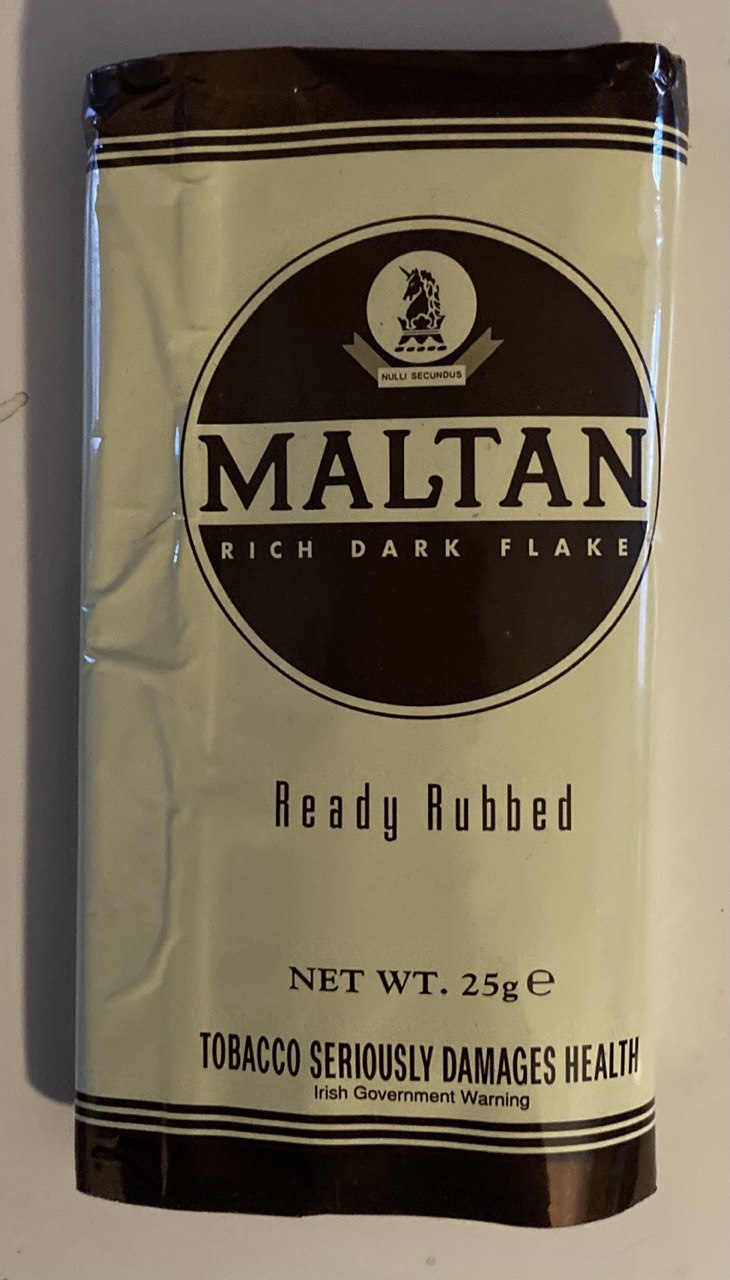 NULLI SECUNDUS
MALTAN
RICH DARK FLAKE
Ready Rubbed
NET WT. 25g ℮
TOBACCO SERIOUSLY DAMAGES HEALTH
Irish Government Warning